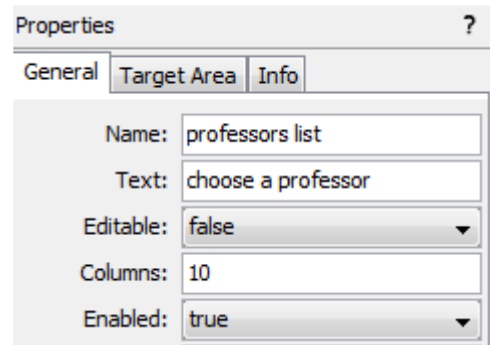 Properties ?
General Target Area Info
Name: professors list
Text: choose a professor
Editable: false
Columns: 10
Enabled: true